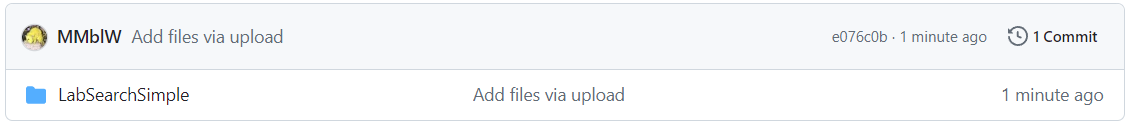 MMblW Add files via upload e076c0b · 1 minute ago 1 Commit
LabSearchSimple Add files via upload 1 minute ago